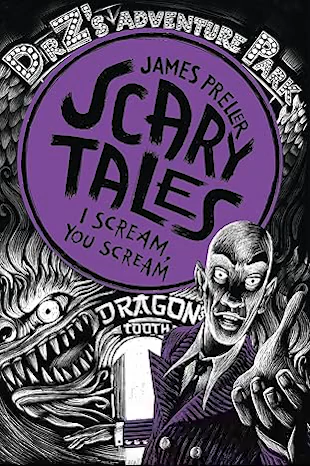 DR. Z'S ADVENTURE PARK
JAMES PRELLER
SCARY
TALES
I SCREAM,
YOU SCREAM
DRAGON
TOOTH